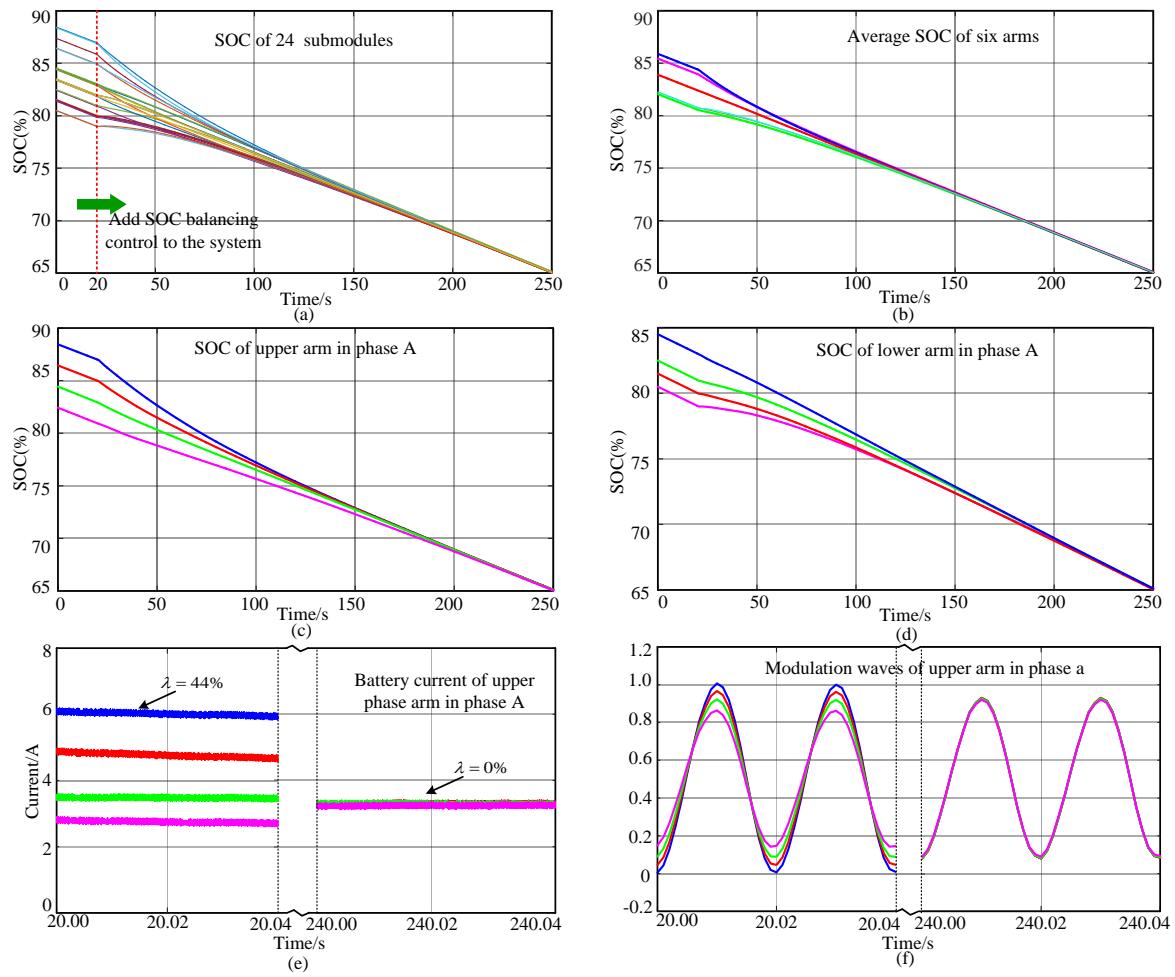 90
85
80
75
70
65
SOC(%)
SOC of 24 submodules
Add SOC balancing
control to the system
0 20 50 100 150 200 250
Time/s
(a)
90
85
80
75
70
65
SOC(%)
Average SOC of six arms
0 50 100 150 200 250
Time/s
(b)
90
85
80
75
70
65
SOC(%)
SOC of upper arm in phase A
0 50 100 150 200 250
Time/s
(c)
85
80
75
70
65
SOC(%)
SOC of lower arm in phase A
0 50 100 150 200 250
Time/s
(d)
8
6
4
2
0
Current/A
λ = 44%
Battery current of upper
phase arm in phase A
λ = 0%
20.00 20.02 20.04 240.00 240.02 240.04
Time/s
(e)
1.2
1.0
0.8
0.6
0.4
0.2
0
-0.2
Modulation waves of upper arm in phase a
20.00 20.02 20.04 240.00 240.02 240.04
Time/s
(f)